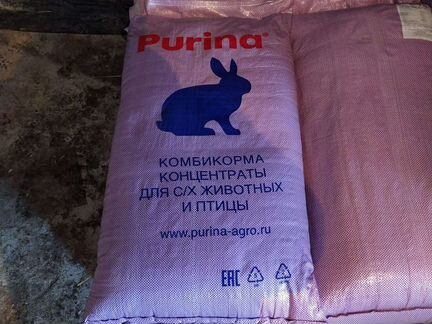 Purina®
КОМБИКОРМА
КОНЦЕНТРАТЫ
ДЛЯ С/Х ЖИВОТНЫХ
И ПТИЦЫ
www.purina-agro.ru
EAC